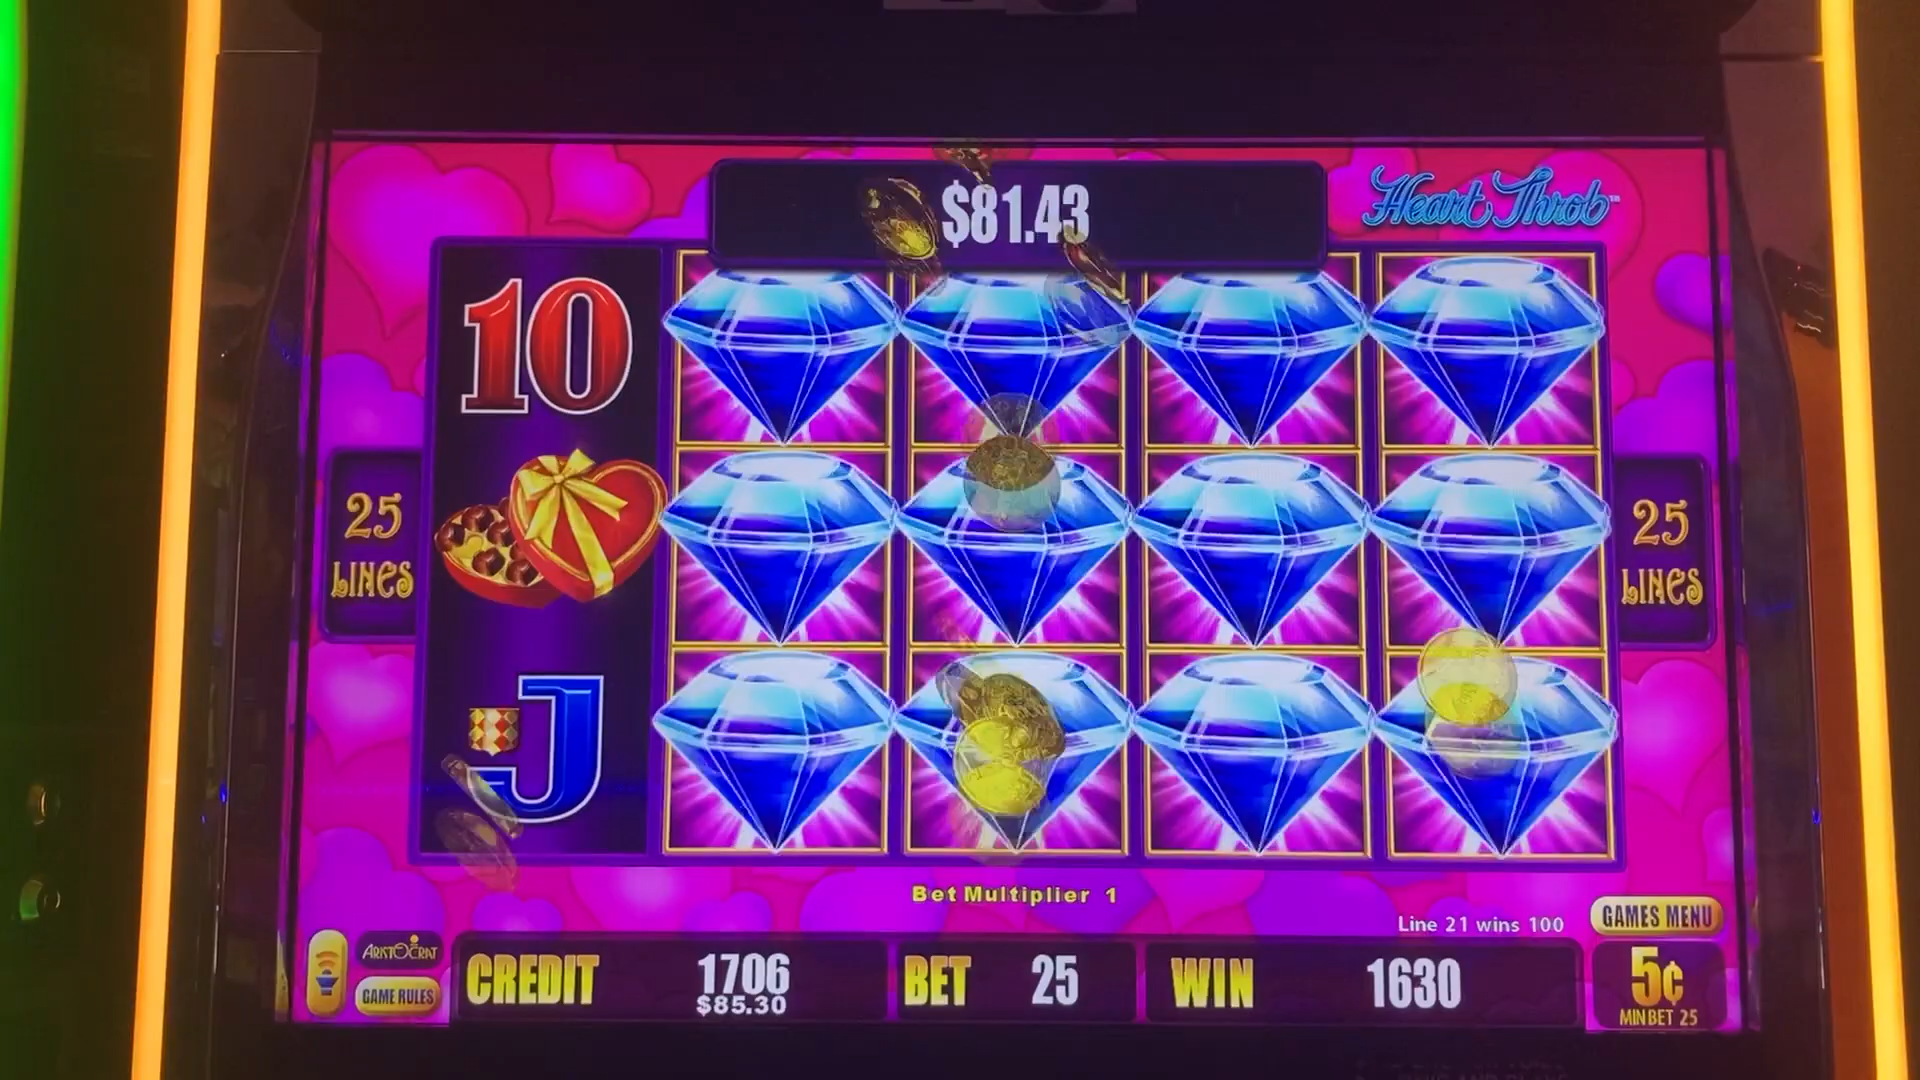 $81.43
Heart Throb™
10
25
LINES
25
LINES
J
Bet Multiplier 1
Line 21 wins 100
GAMES MENU
ARISTOCRAT
GAME RULES
CREDIT
1706
$85.30
BET
25
WIN
1630
5¢
MIN BET 25